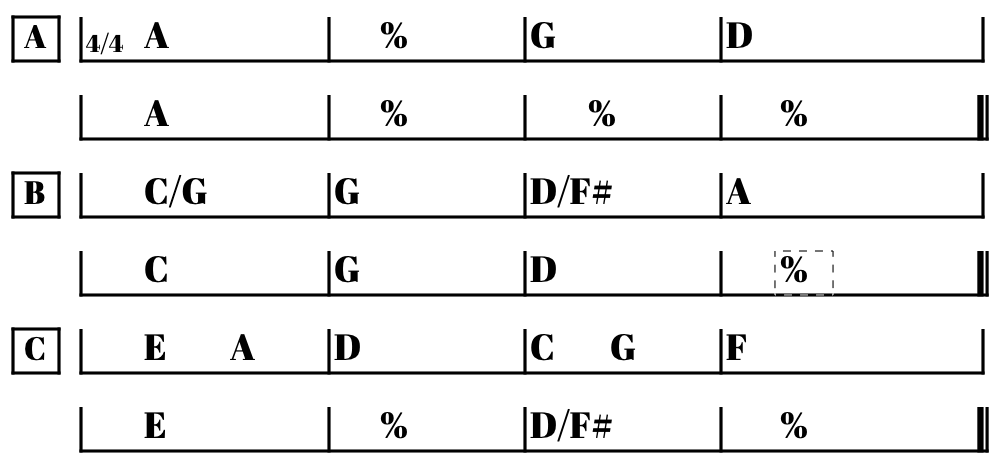 A 4/4 A % G D
A % % %
B C/G G D/F# A
C G D %
C E A D C G F
E % D/F# %